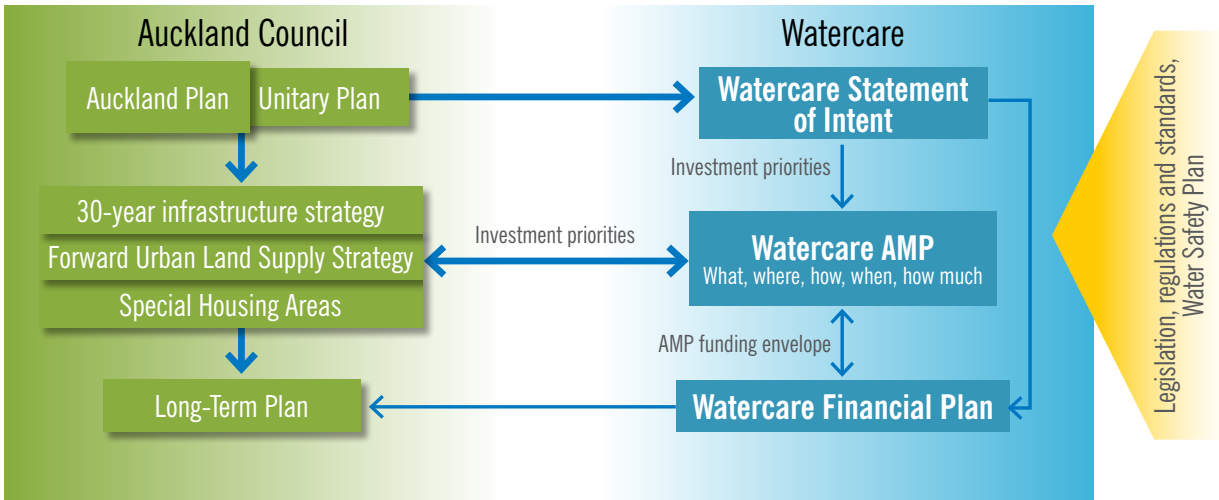 Auckland Council
Auckland Plan
Unitary Plan
30-year infrastructure strategy
Forward Urban Land Supply Strategy
Special Housing Areas
Long-Term Plan
Investment priorities
Watercare
Watercare Statement
of Intent
Investment priorities
Watercare AMP
What, where, how, when, how much
AMP funding envelope
Watercare Financial Plan
Legislation, regulations and standards,
Water Safety Plan